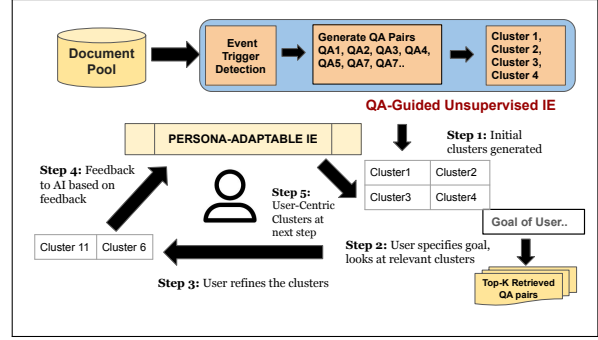 Document
Pool
Event
Trigger
Detection
Generate QA Pairs
QA1, QA2, QA3, QA4,
QA5, QA7, QA7..
Cluster 1,
Cluster 2,
Cluster 3,
Cluster 4
QA-Guided Unsupervised IE
PERSONA-ADAPTABLE IE
Step 1: Initial
clusters generated
Step 4: Feedback
to AI based on
feedback
Step 5:
User-Centric
Clusters at
next step
Cluster1
Cluster2
Cluster3
Cluster4
Goal of User..
Cluster 11
Cluster 6
Step 2: User specifies goal,
looks at relevant clusters
Step 3: User refines the clusters
Top-K Retrieved
QA pairs